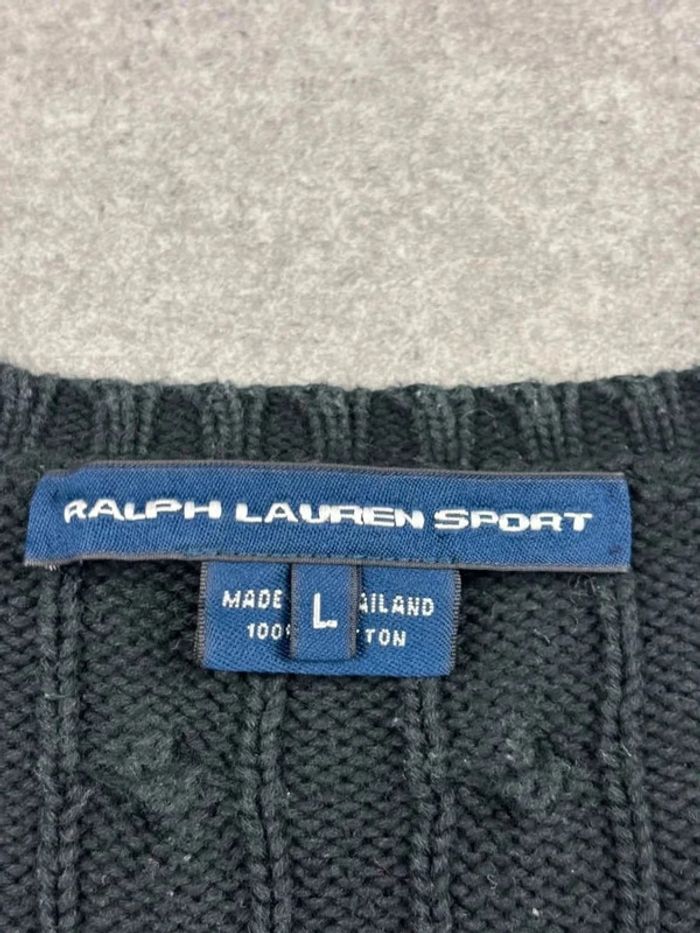 RALPH LAUREN SPORT
MADE AILAND
L
100 TON